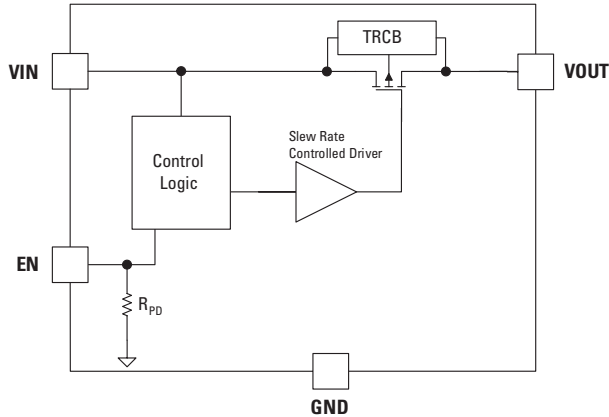 TRCB
VIN
VOUT
Slew Rate
Controlled Driver
Control
Logic
EN
RPD
GND